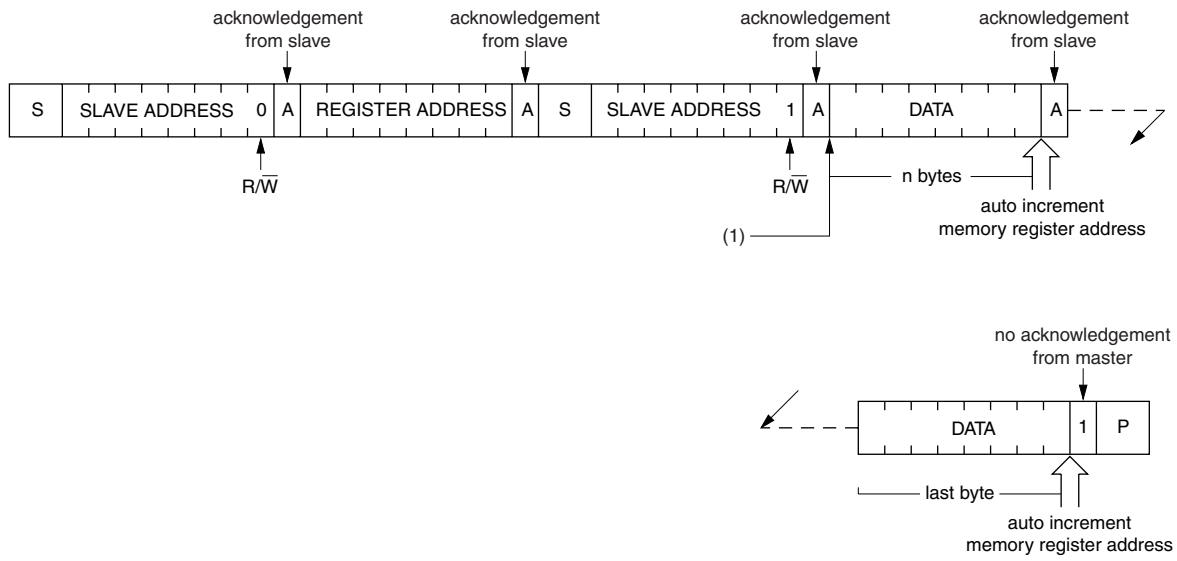 acknowledgement
from slave
acknowledgement
from slave
acknowledgement
from slave
acknowledgement
from slave
S SLAVE ADDRESS 0 A REGISTER ADDRESS A S SLAVE ADDRESS 1 A DATA A
R/W̅
R/W̅
n bytes
auto increment
memory register address
(1)
no acknowledgement
from master
DATA 1 P
last byte
auto increment
memory register address